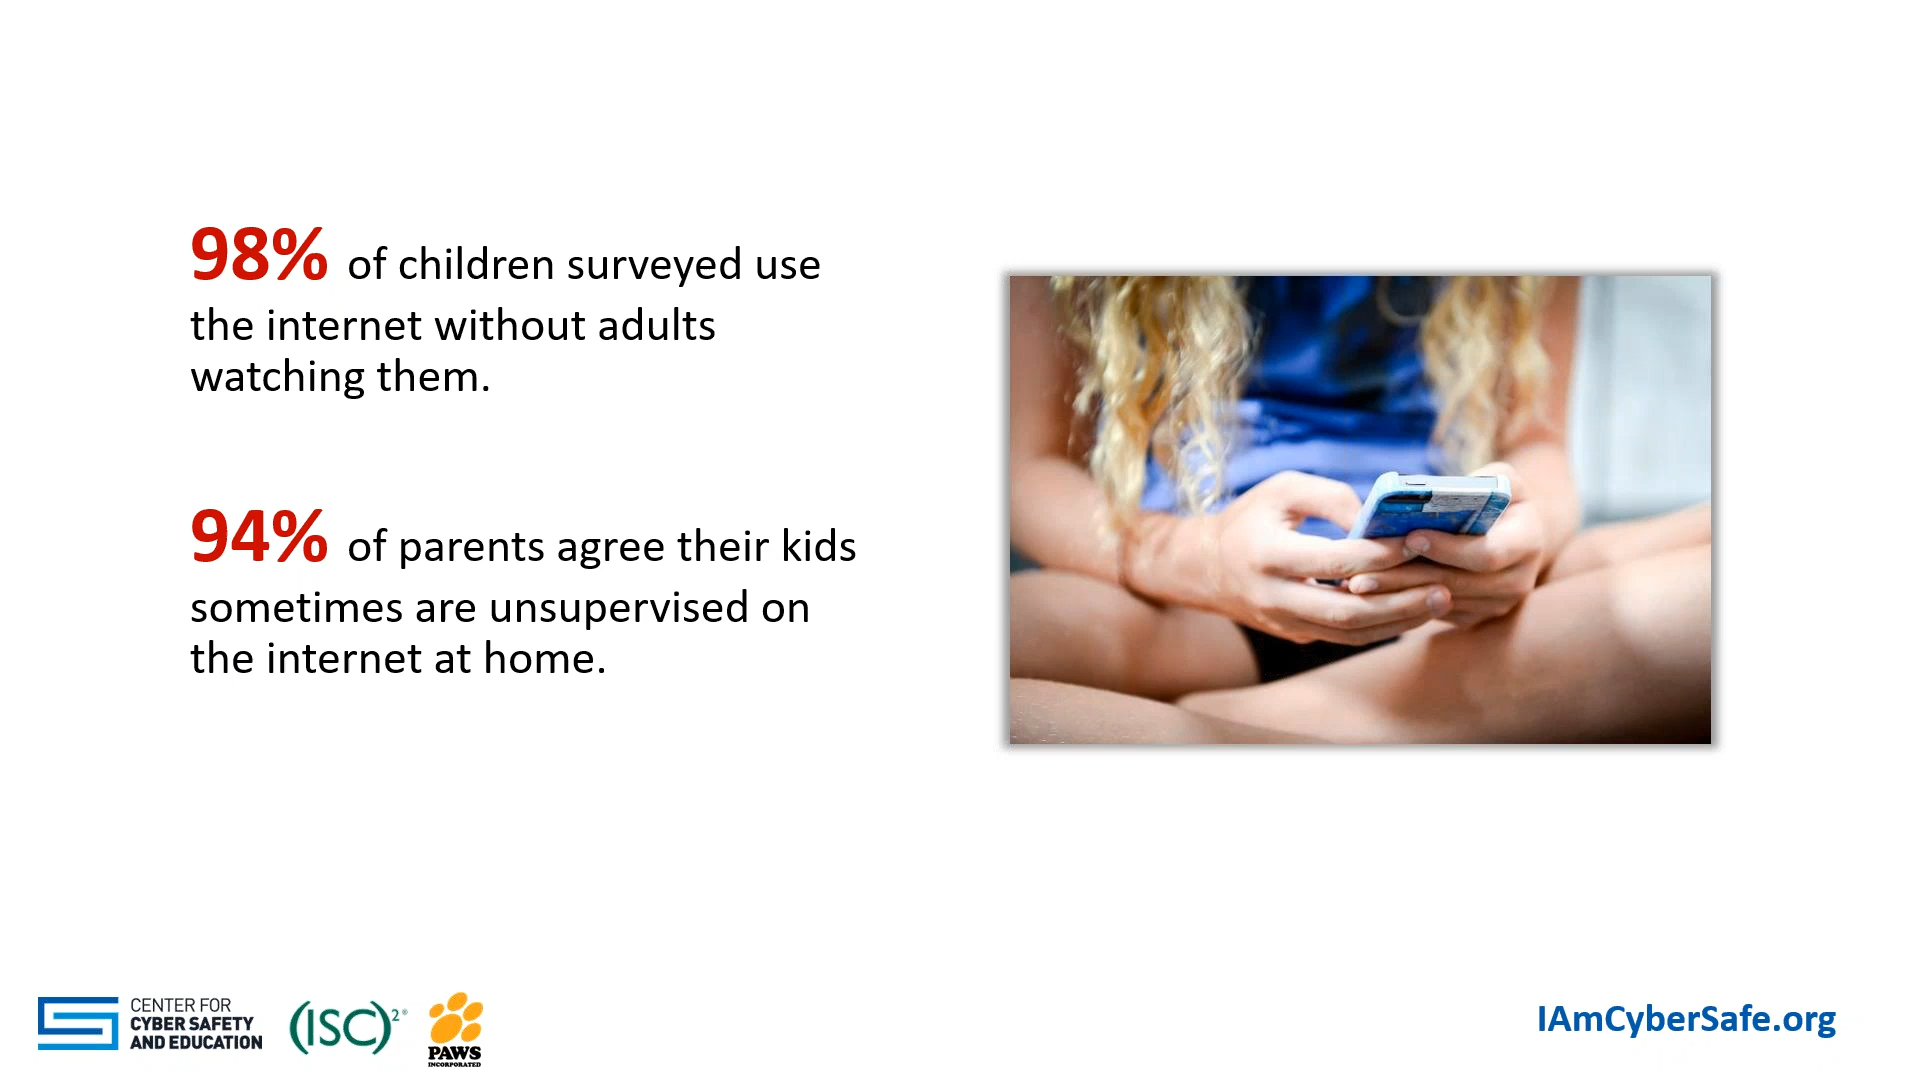 98% of children surveyed use
the internet without adults
watching them.
94% of parents agree their kids
sometimes are unsupervised on
the internet at home.
CENTER FOR
CYBER SAFETY
AND EDUCATION
(ISC)²®
PAWS
INCORPORATED
IAmCyberSafe.org